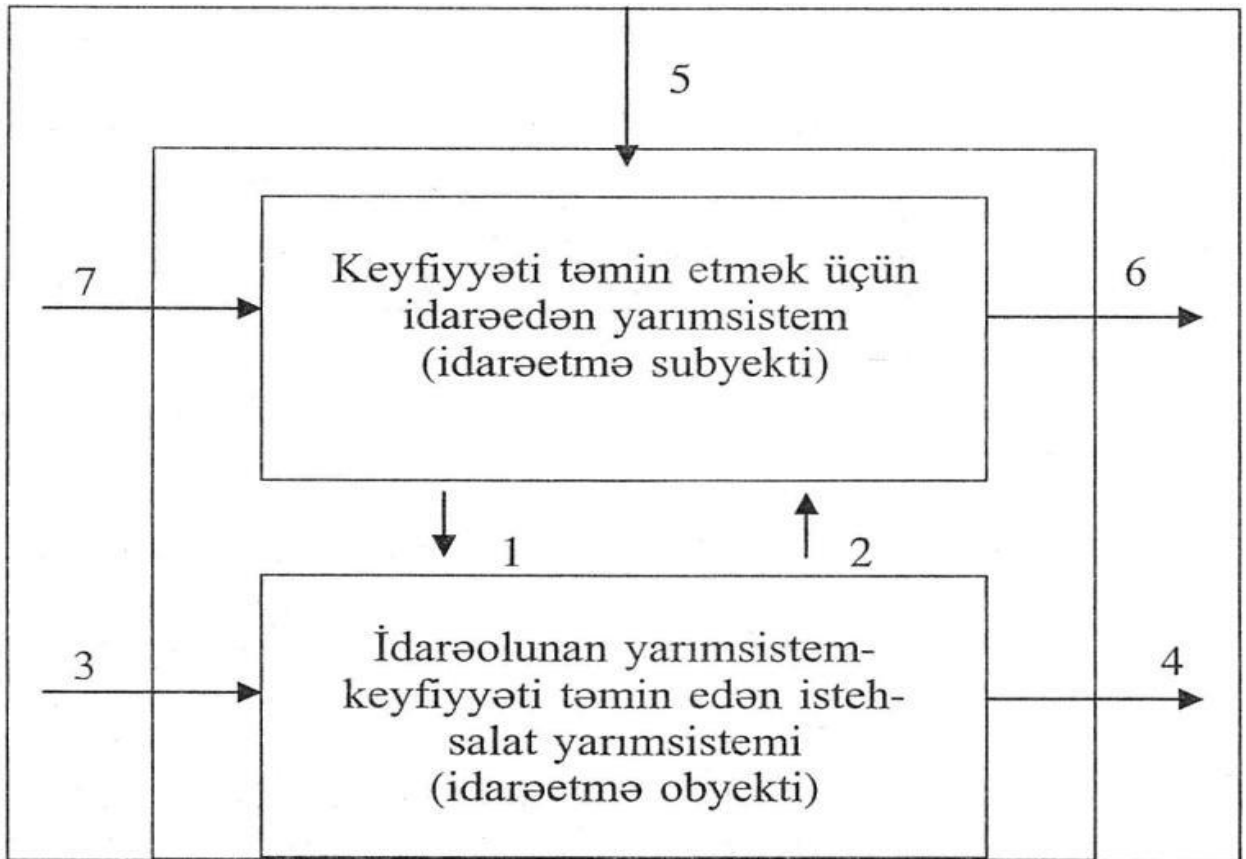 5
7
Keyfiyyəti təmin etmək üçün
idarəedən yarımsistem
(idarəetmə subyekti)
6
1
2
3
İdarəolunan yarımsistem-
keyfiyyəti təmin edən isteh-
salat yarımsistemi
(idarəetmə obyekti)
4